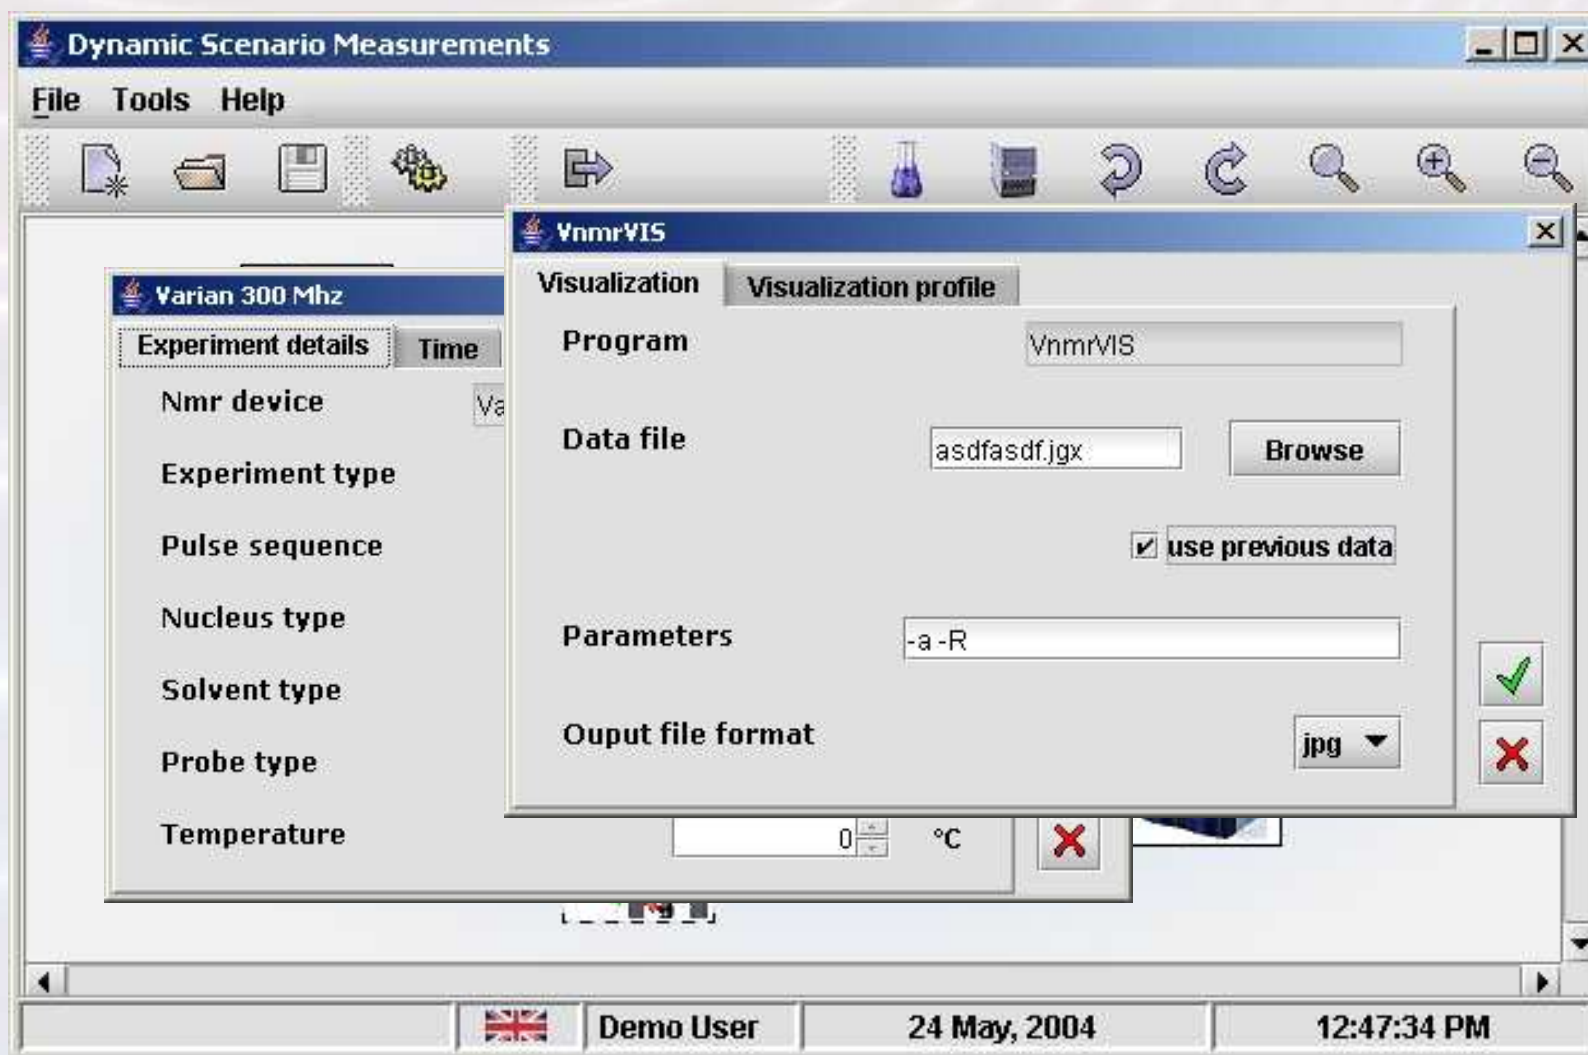 Dynamic Scenario Measurements
File Tools Help
VnmrVIS
Visualization Visualization profile
Program VnmrVIS
Data file asdfasdf.jgx Browse
use previous data
Parameters -a -R
Ouput file format jpg
Varian 300 Mhz
Experiment details Time
Nmr device Va
Experiment type
Pulse sequence
Nucleus type
Solvent type
Probe type
Temperature 0 °C
Demo User 24 May, 2004 12:47:34 PM